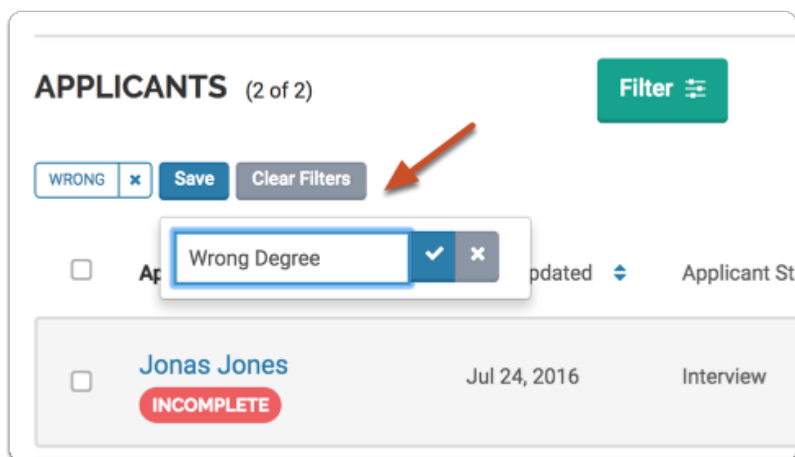 APPLICANTS (2 of 2)
Filter
WRONG
Save
Clear Filters
Wrong Degree
Ap
pdated
Applicant St
Jonas Jones
Jul 24, 2016
Interview
INCOMPLETE